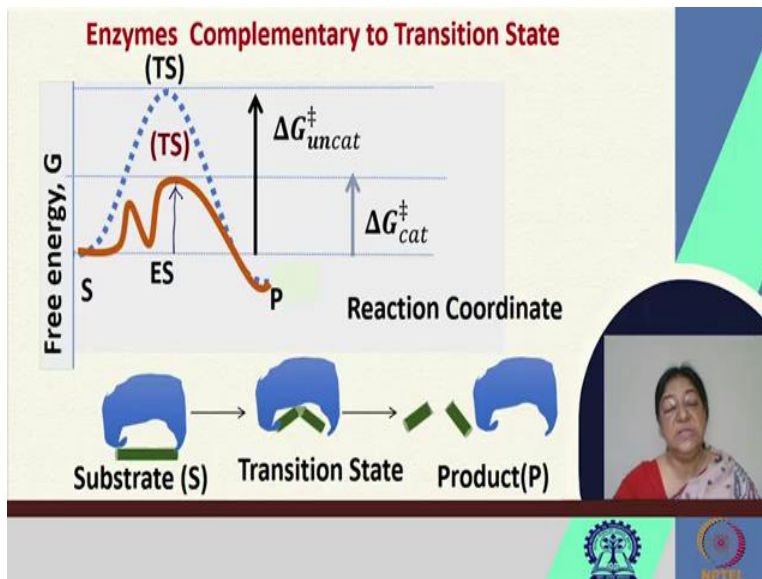 Enzymes Complementary to Transition State
(TS)
(TS)
ΔG‡uncat
ΔG‡cat
Free energy, G
S
ES
P
Reaction Coordinate
Substrate (S)
Transition State
Product(P)
NPTEL